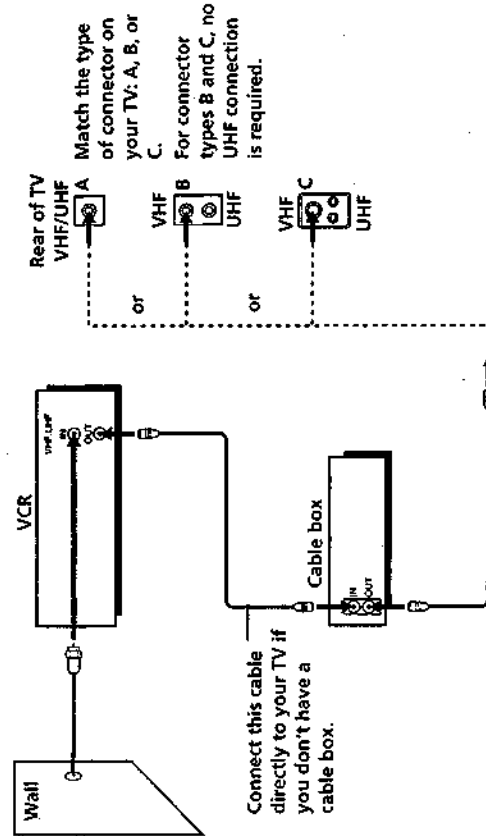 Wall
VCR
VHF/UHF
IN
OUT
Connect this cable
directly to your TV if
you don't have a
cable box.
Cable box
IN
OUT
Rear of TV
VHF/UHF
A
or
VHF
B
UHF
or
VHF
C
UHF
Match the type
of connector on
your TV: A, B, or
C.
For connector
types B and C, no
UHF connection
is required.